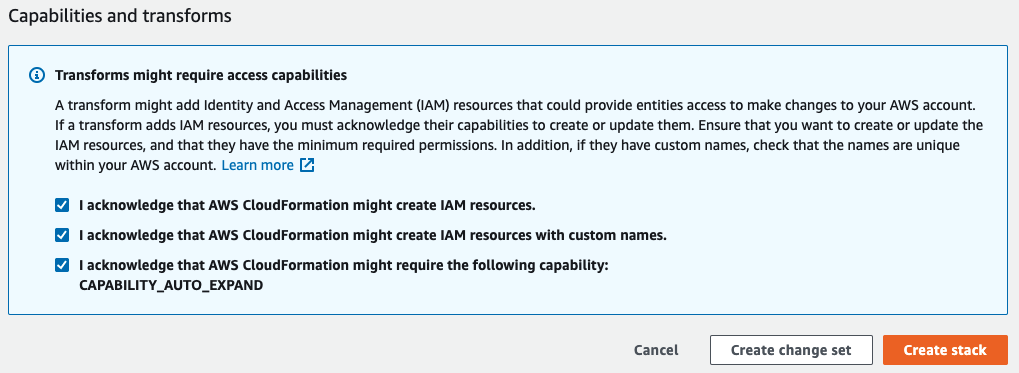 Capabilities and transforms
Transforms might require access capabilities
A transform might add Identity and Access Management (IAM) resources that could provide entities access to make changes to your AWS account.
If a transform adds IAM resources, you must acknowledge their capabilities to create or update them. Ensure that you want to create or update the
IAM resources, and that they have the minimum required permissions. In addition, if they have custom names, check that the names are unique
within your AWS account. Learn more
I acknowledge that AWS CloudFormation might create IAM resources.
I acknowledge that AWS CloudFormation might create IAM resources with custom names.
I acknowledge that AWS CloudFormation might require the following capability:
CAPABILITY_AUTO_EXPAND
Cancel Create change set Create stack